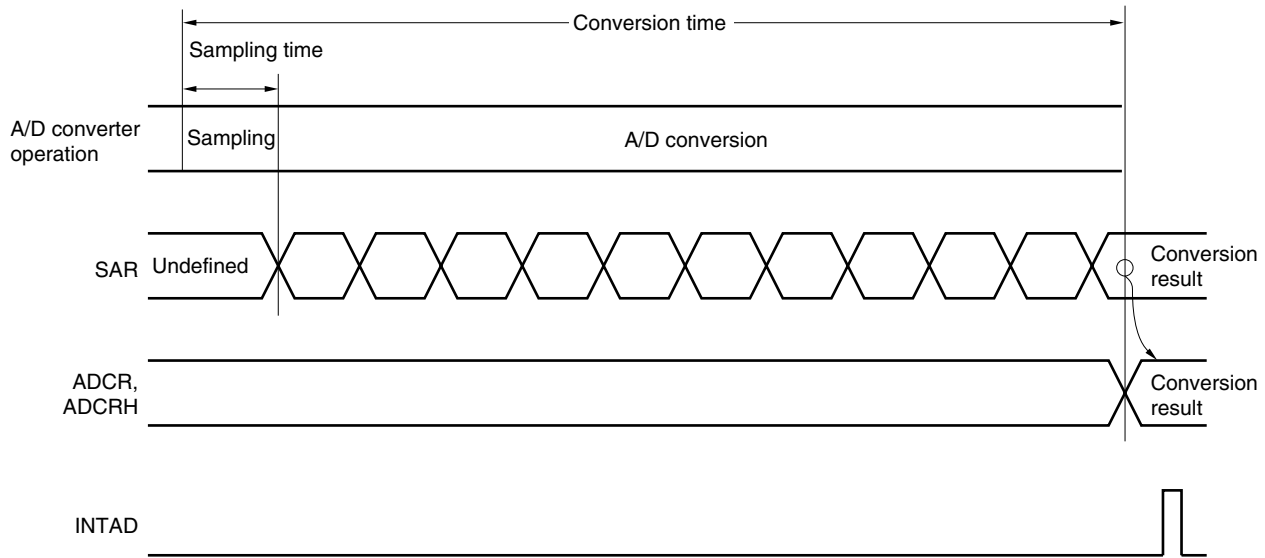 Conversion time
Sampling time
A/D converter
operation
Sampling
A/D conversion
SAR
Undefined
Conversion
result
ADCR,
ADCRH
Conversion
result
INTAD